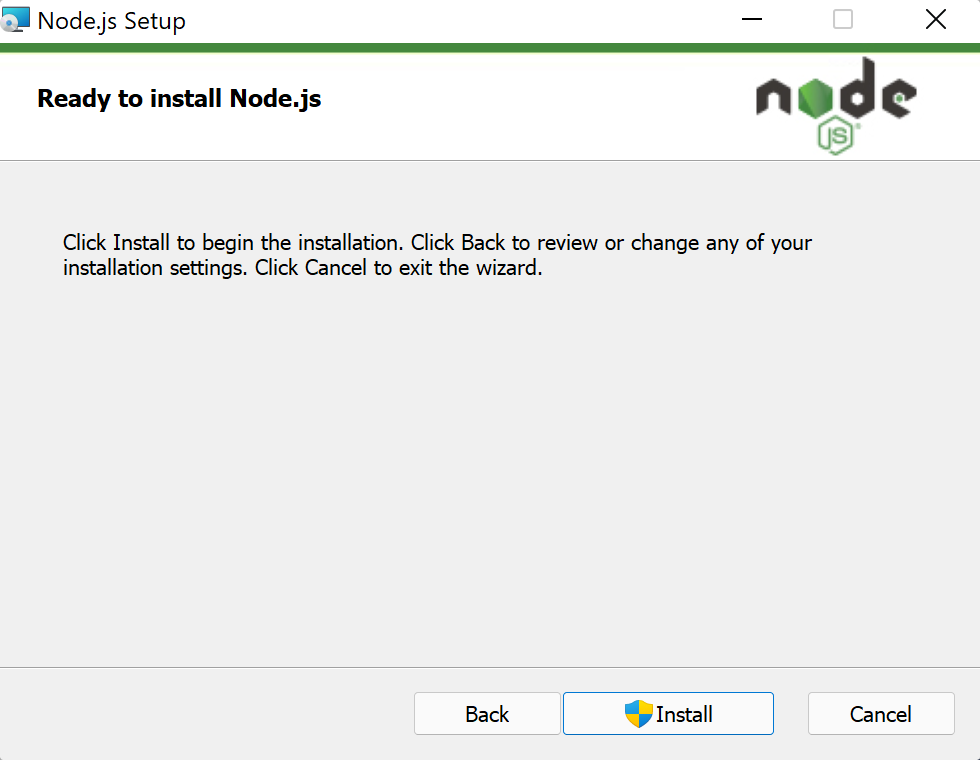 Node.js Setup
Ready to install Node.js
node
JS
Click Install to begin the installation. Click Back to review or change any of your
installation settings. Click Cancel to exit the wizard.
Back
Install
Cancel